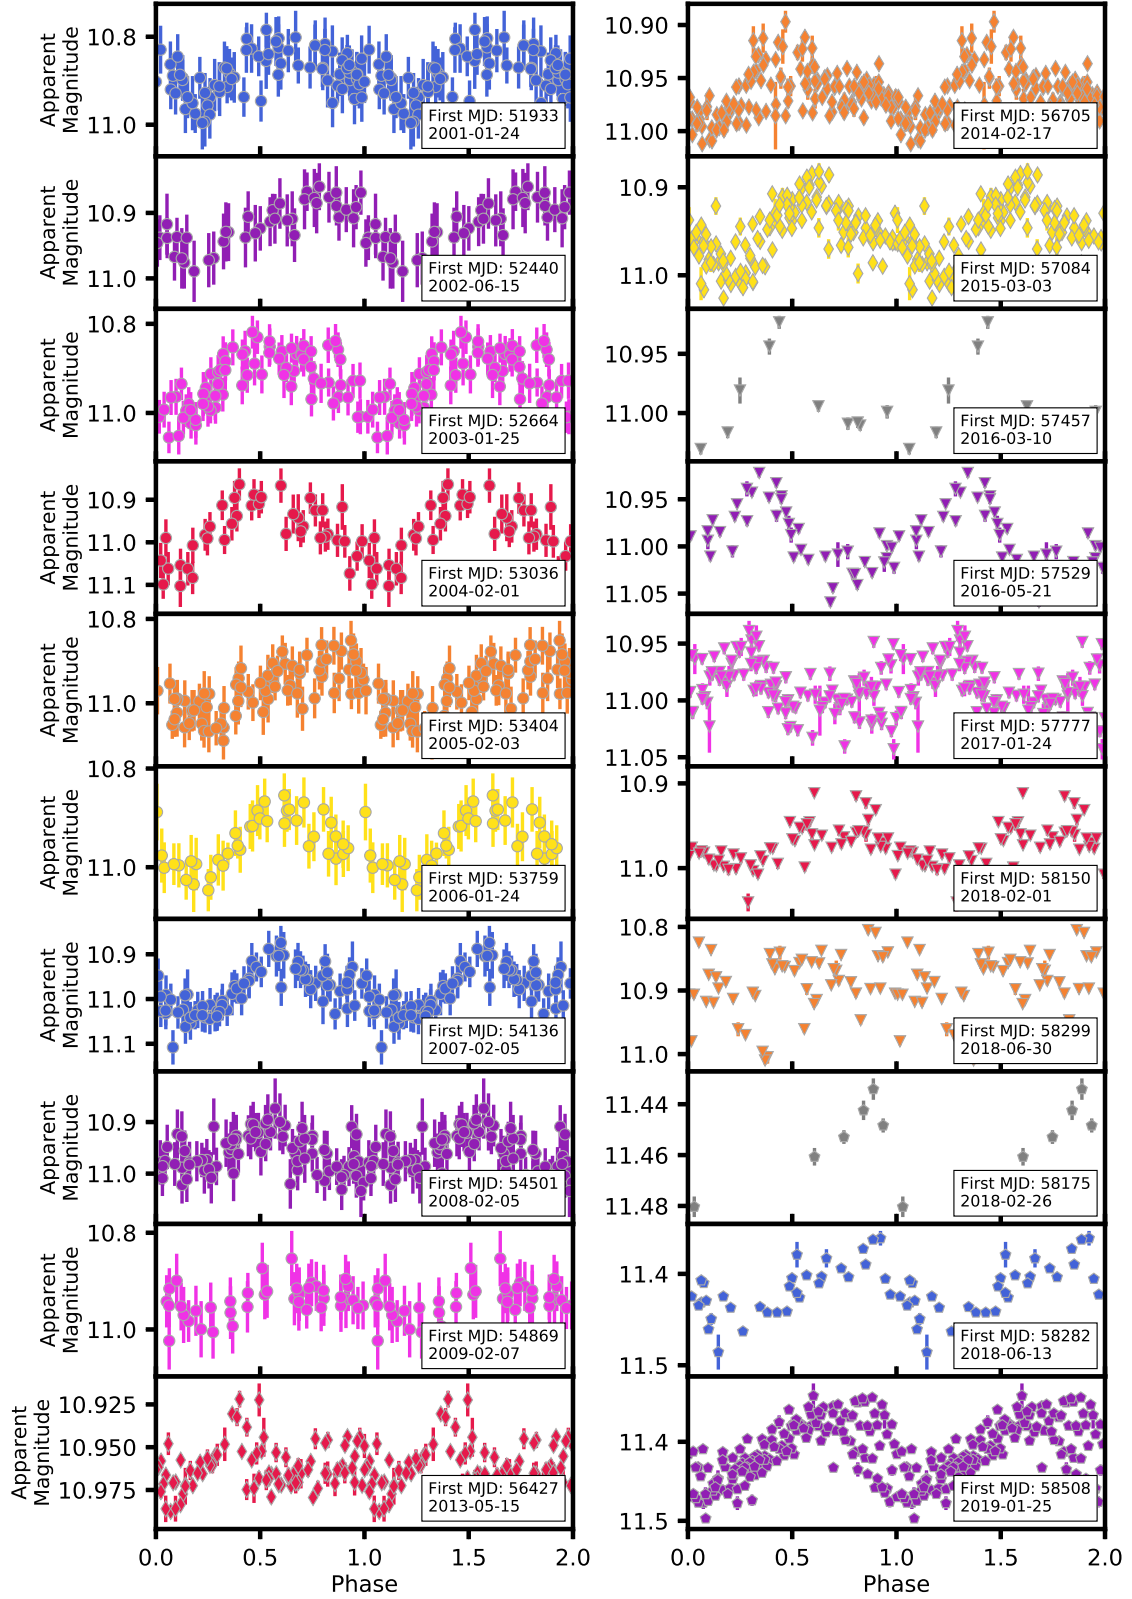 Apparent
Magnitude
10.8
11.0
First MJD: 51933
2001-01-24
Apparent
Magnitude
10.9
11.0
First MJD: 52440
2002-06-15
Apparent
Magnitude
10.8
11.0
First MJD: 52664
2003-01-25
Apparent
Magnitude
10.9
11.0
11.1
First MJD: 53036
2004-02-01
Apparent
Magnitude
10.8
11.0
First MJD: 53404
2005-02-03
Apparent
Magnitude
10.8
11.0
First MJD: 53759
2006-01-24
Apparent
Magnitude
10.9
11.0
11.1
First MJD: 54136
2007-02-05
Apparent
Magnitude
10.9
11.0
First MJD: 54501
2008-02-05
Apparent
Magnitude
10.8
11.0
First MJD: 54869
2009-02-07
Apparent
Magnitude
10.925
10.950
10.975
First MJD: 56427
2013-05-15
0.0 0.5 1.0 1.5 2.0
Phase
10.90
10.95
11.00
First MJD: 56705
2014-02-17
10.9
11.0
First MJD: 57084
2015-03-03
10.95
11.00
First MJD: 57457
2016-03-10
10.95
11.00
11.05
First MJD: 57529
2016-05-21
10.95
11.00
11.05
First MJD: 57777
2017-01-24
10.9
11.0
First MJD: 58150
2018-02-01
10.8
10.9
11.0
First MJD: 58299
2018-06-30
11.44
11.46
11.48
First MJD: 58175
2018-02-26
11.4
11.5
First MJD: 58282
2018-06-13
11.4
11.5
First MJD: 58508
2019-01-25
0.0 0.5 1.0 1.5 2.0
Phase